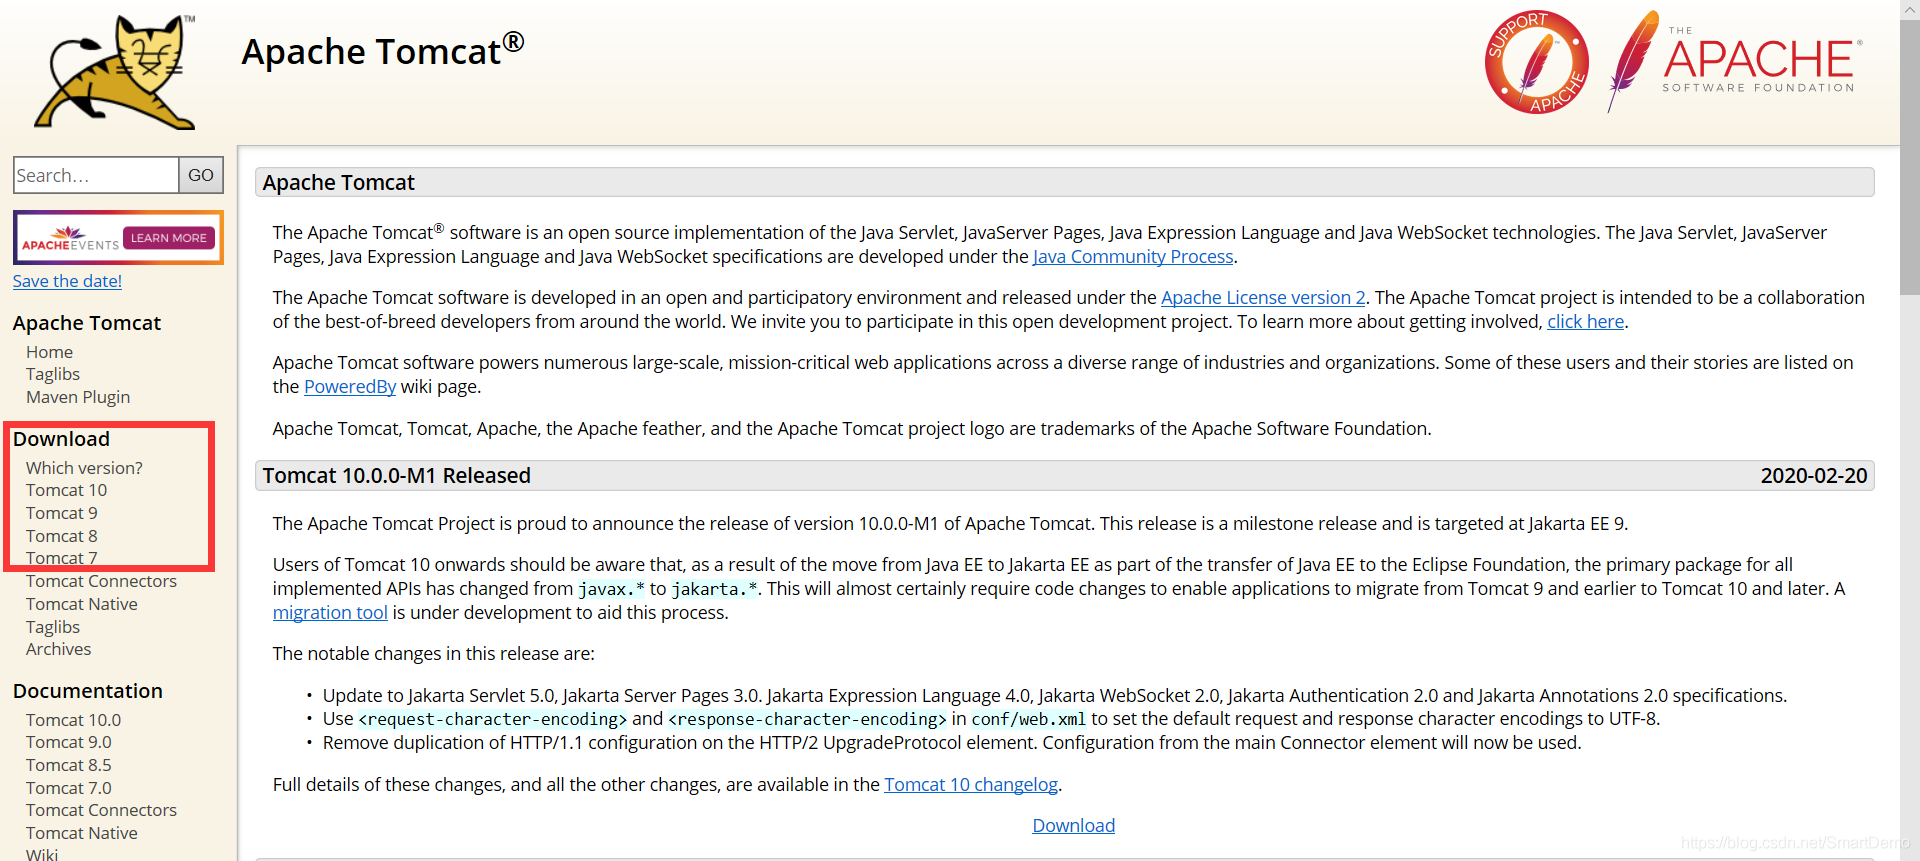 ™
Apache Tomcat®
SUPPORT
APACHE
THE
APACHE®
SOFTWARE FOUNDATION
Search…
GO
APACHEEVENTS LEARN MORE
Save the date!
Apache Tomcat
Home
Taglibs
Maven Plugin
Download
Which version?
Tomcat 10
Tomcat 9
Tomcat 8
Tomcat 7
Tomcat Connectors
Tomcat Native
Taglibs
Archives
Documentation
Tomcat 10.0
Tomcat 9.0
Tomcat 8.5
Tomcat 7.0
Tomcat Connectors
Tomcat Native
Wiki
Apache Tomcat
The Apache Tomcat® software is an open source implementation of the Java Servlet, JavaServer Pages, Java Expression Language and Java WebSocket technologies. The Java Servlet, JavaServer
Pages, Java Expression Language and Java WebSocket specifications are developed under the Java Community Process.
The Apache Tomcat software is developed in an open and participatory environment and released under the Apache License version 2. The Apache Tomcat project is intended to be a collaboration
of the best-of-breed developers from around the world. We invite you to participate in this open development project. To learn more about getting involved, click here.
Apache Tomcat software powers numerous large-scale, mission-critical web applications across a diverse range of industries and organizations. Some of these users and their stories are listed on
the PoweredBy wiki page.
Apache Tomcat, Tomcat, Apache, the Apache feather, and the Apache Tomcat project logo are trademarks of the Apache Software Foundation.
Tomcat 10.0.0-M1 Released 2020-02-20
The Apache Tomcat Project is proud to announce the release of version 10.0.0-M1 of Apache Tomcat. This release is a milestone release and is targeted at Jakarta EE 9.
Users of Tomcat 10 onwards should be aware that, as a result of the move from Java EE to Jakarta EE as part of the transfer of Java EE to the Eclipse Foundation, the primary package for all
implemented APIs has changed from javax.* to jakarta.*. This will almost certainly require code changes to enable applications to migrate from Tomcat 9 and earlier to Tomcat 10 and later. A
migration tool is under development to aid this process.
The notable changes in this release are:
• Update to Jakarta Servlet 5.0, Jakarta Server Pages 3.0. Jakarta Expression Language 4.0, Jakarta WebSocket 2.0, Jakarta Authentication 2.0 and Jakarta Annotations 2.0 specifications.
• Use <request-character-encoding> and <response-character-encoding> in conf/web.xml to set the default request and response character encodings to UTF-8.
• Remove duplication of HTTP/1.1 configuration on the HTTP/2 UpgradeProtocol element. Configuration from the main Connector element will now be used.
Full details of these changes, and all the other changes, are available in the Tomcat 10 changelog.
Download
https://blog.csdn.net/SmartDemo